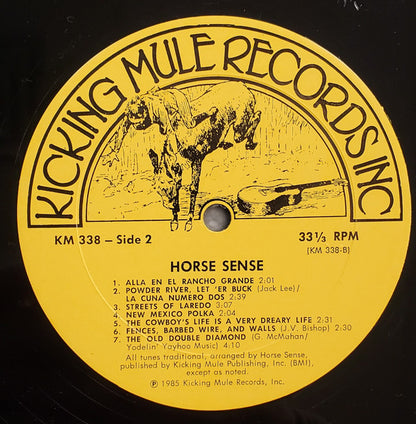 KICKING MULE RECORDS INC
KM 338 – Side 2
33⅓ RPM
[KM 338-B]
HORSE SENSE
1. ALLA EN EL RANCHO GRANDE 2:01
2. POWDER RIVER, LET 'ER BUCK (Jack Lee)/
LA CUNA NUMERO DOS 2:39
3. STREETS OF LAREDO 3:07
4. NEW MEXICO POLKA 2:04
5. THE COWBOY'S LIFE IS A VERY DREARY LIFE 2:31
6. FENCES, BARBED WIRE, AND WALLS (J.V. Bishop) 2:30
7. THE OLD DOUBLE DIAMOND (G. McMahan/
Yodelin' Yayhoo Music) 4:10
All tunes traditional, arranged by Horse Sense,
published by Kicking Mule Publishing, Inc. (BMI),
except as noted.
℗ 1985 Kicking Mule Records, Inc.